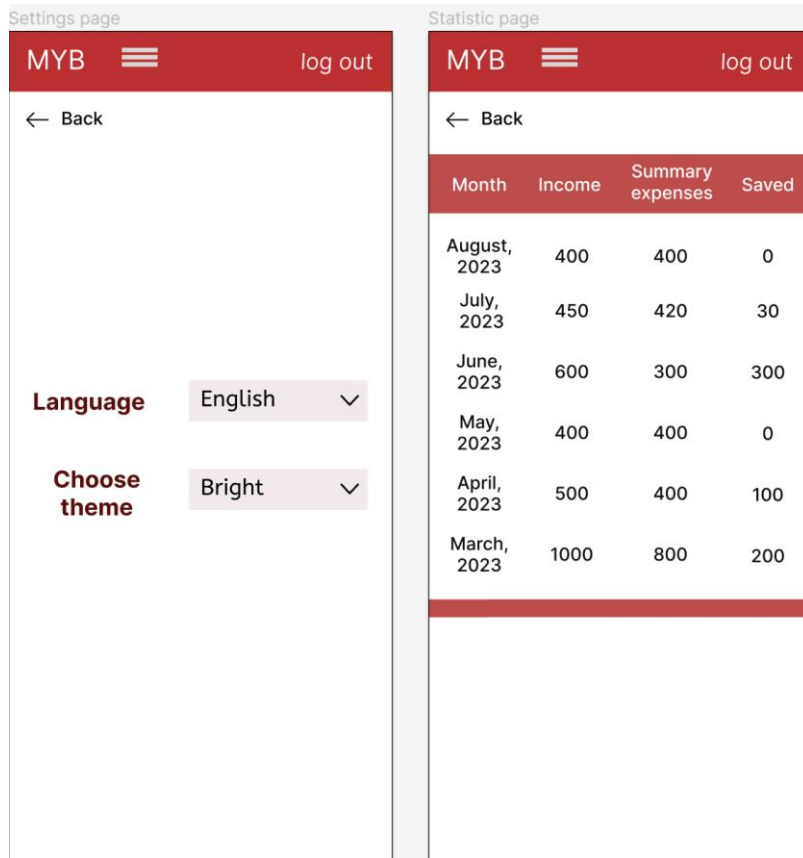 Settings page
MYB
log out
← Back
Language
English
Choose
theme
Bright
Statistic page
MYB
log out
← Back
Month Income Summary expenses Saved
August, 2023 400 400 0
July, 2023 450 420 30
June, 2023 600 300 300
May, 2023 400 400 0
April, 2023 500 400 100
March, 2023 1000 800 200